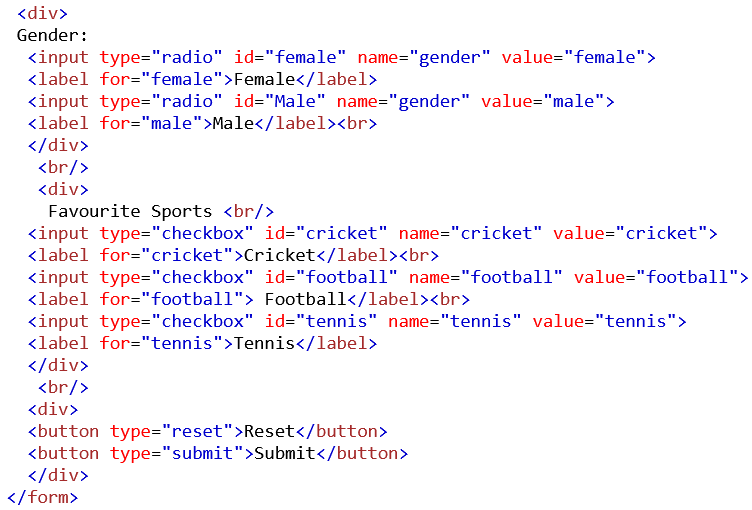 <div>
Gender:
<input type="radio" id="female" name="gender" value="female">
<label for="female">Female</label>
<input type="radio" id="Male" name="gender" value="male">
<label for="male">Male</label><br>
</div>
<br/>
<div>
Favourite Sports <br/>
<input type="checkbox" id="cricket" name="cricket" value="cricket">
<label for="cricket">Cricket</label><br>
<input type="checkbox" id="football" name="football" value="football">
<label for="football"> Football</label><br>
<input type="checkbox" id="tennis" name="tennis" value="tennis">
<label for="tennis">Tennis</label>
</div>
<br/>
<div>
<button type="reset">Reset</button>
<button type="submit">Submit</button>
</div>
</form>